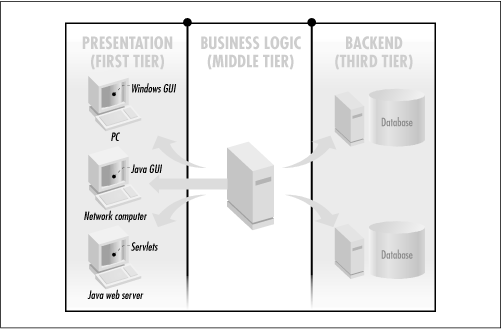 PRESENTATION
(FIRST TIER)
BUSINESS LOGIC
(MIDDLE TIER)
BACKEND
(THIRD TIER)
Windows GUI
PC
Java GUI
Network computer
Servlets
Java web server
Database
Database